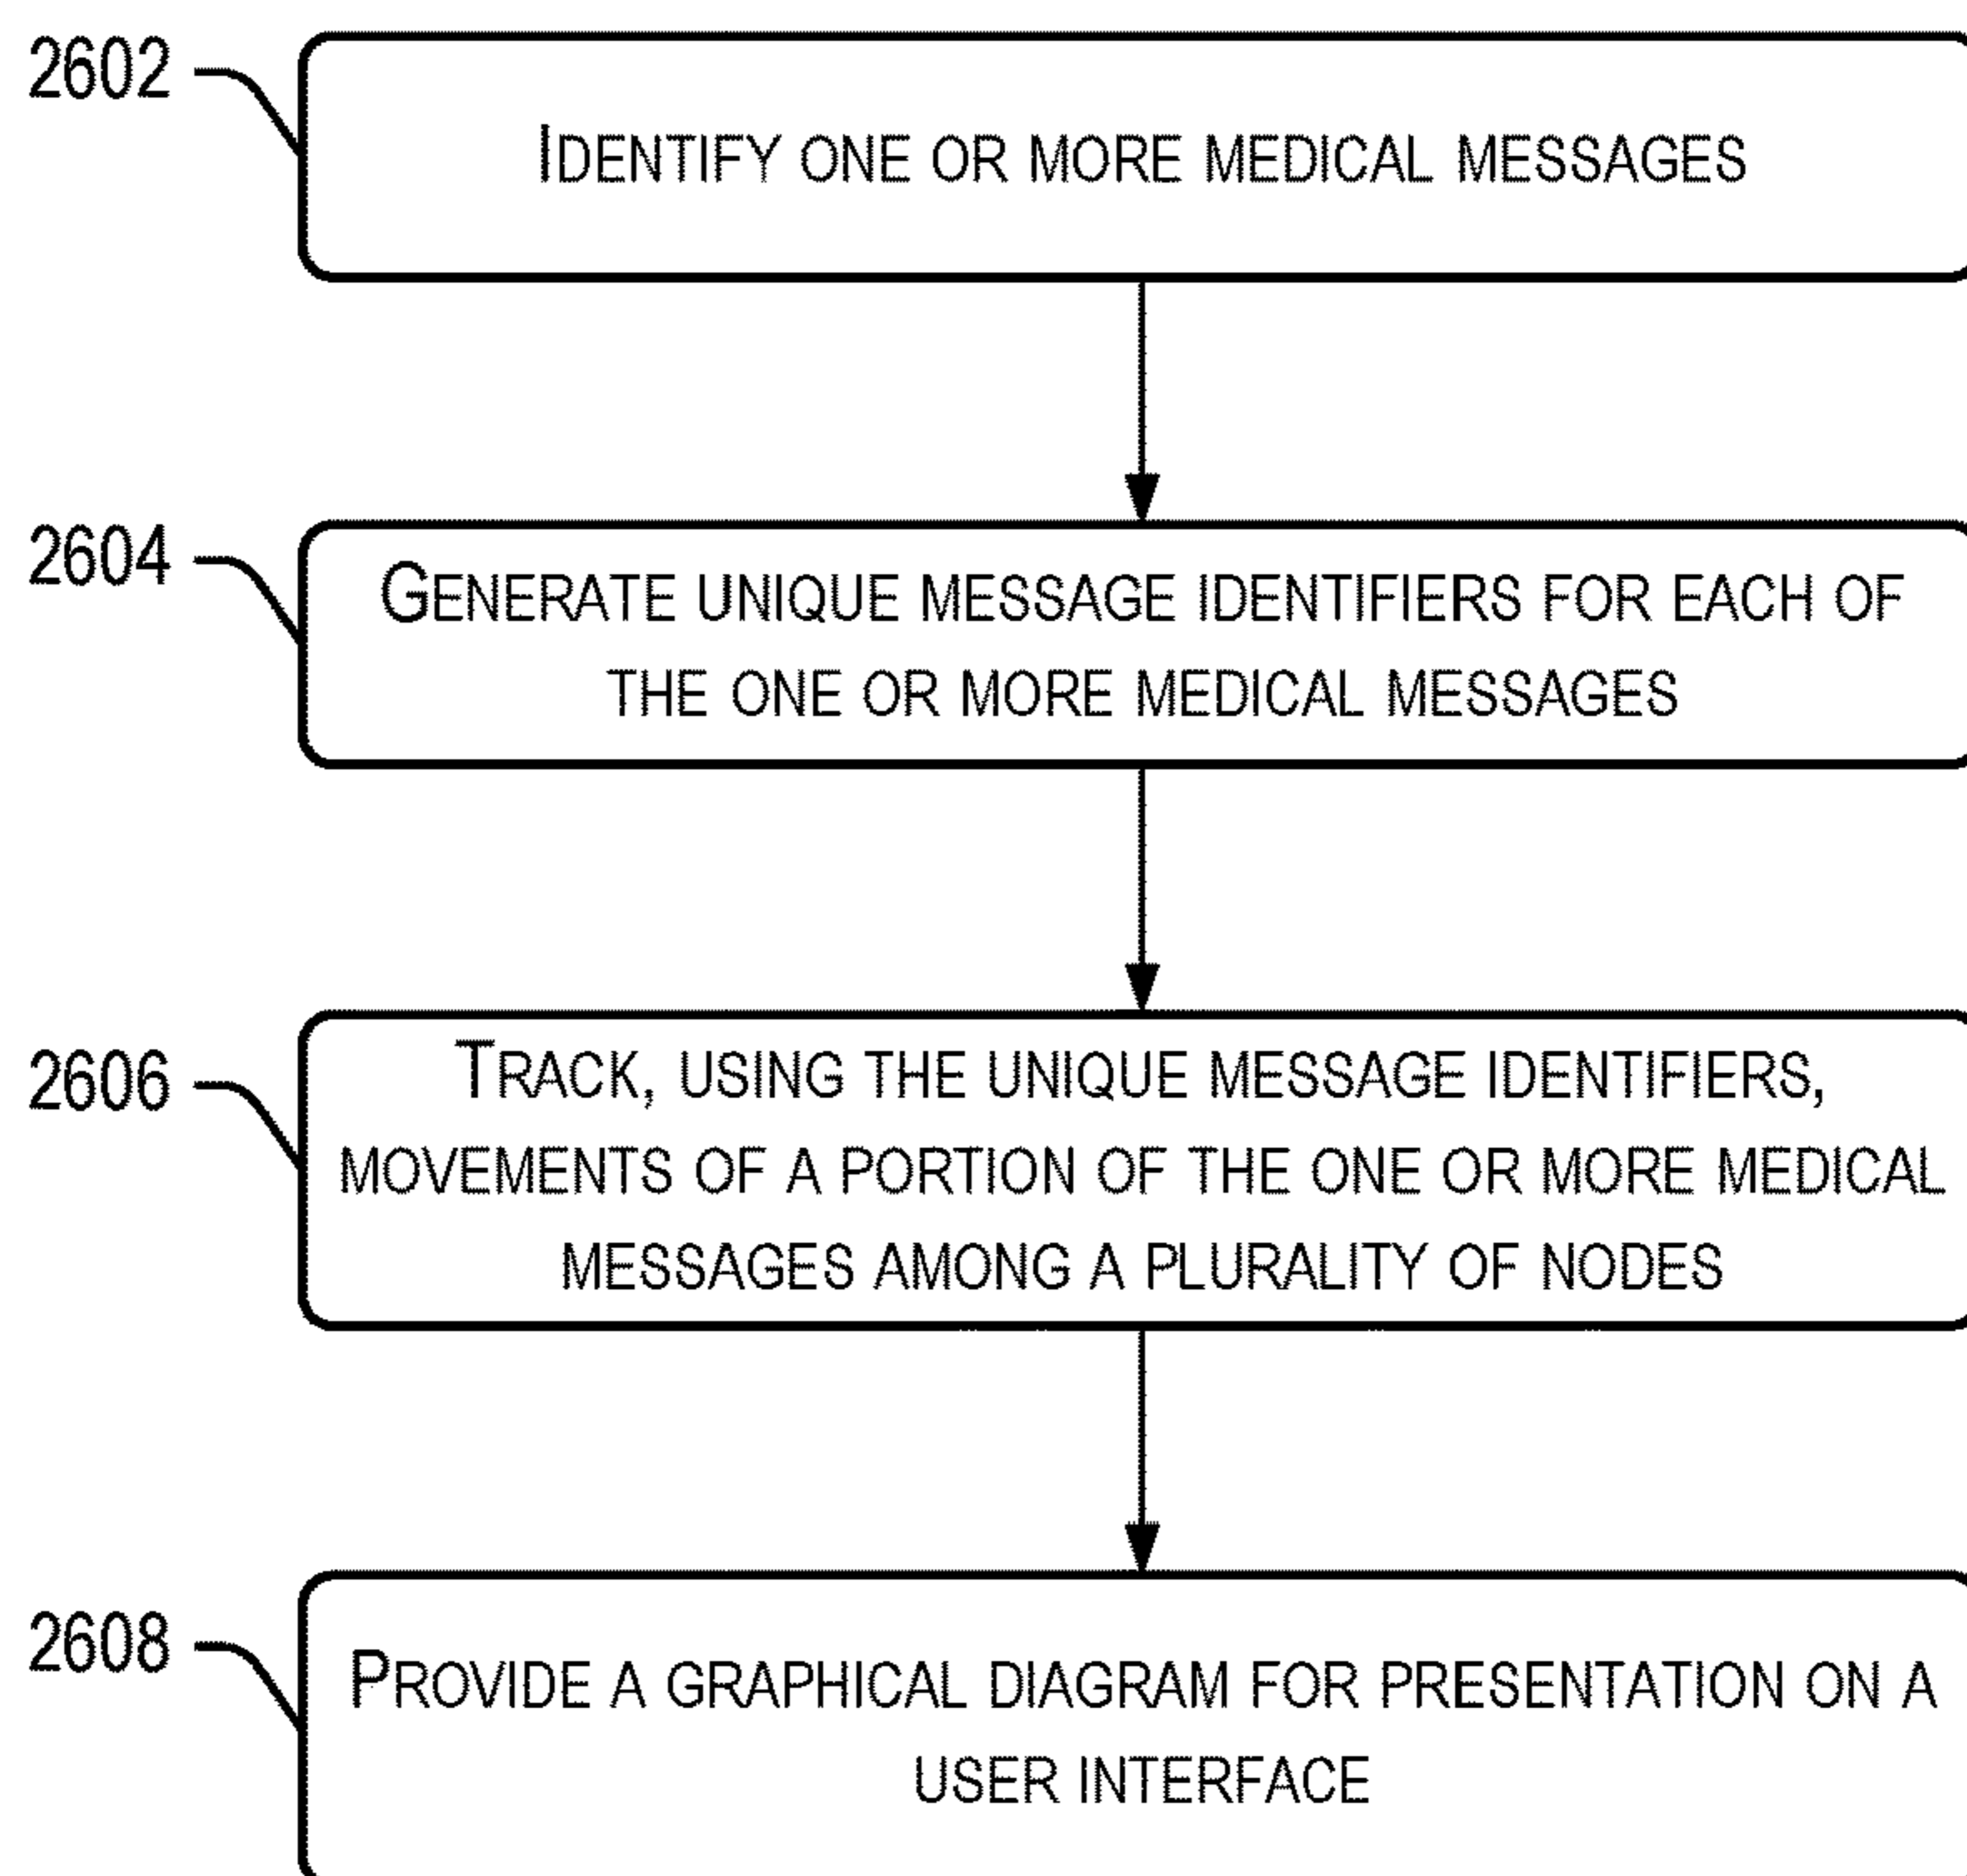 2602
IDENTIFY ONE OR MORE MEDICAL MESSAGES
2604
GENERATE UNIQUE MESSAGE IDENTIFIERS FOR EACH OF
THE ONE OR MORE MEDICAL MESSAGES
2606
TRACK, USING THE UNIQUE MESSAGE IDENTIFIERS,
MOVEMENTS OF A PORTION OF THE ONE OR MORE MEDICAL
MESSAGES AMONG A PLURALITY OF NODES
2608
PROVIDE A GRAPHICAL DIAGRAM FOR PRESENTATION ON A
USER INTERFACE